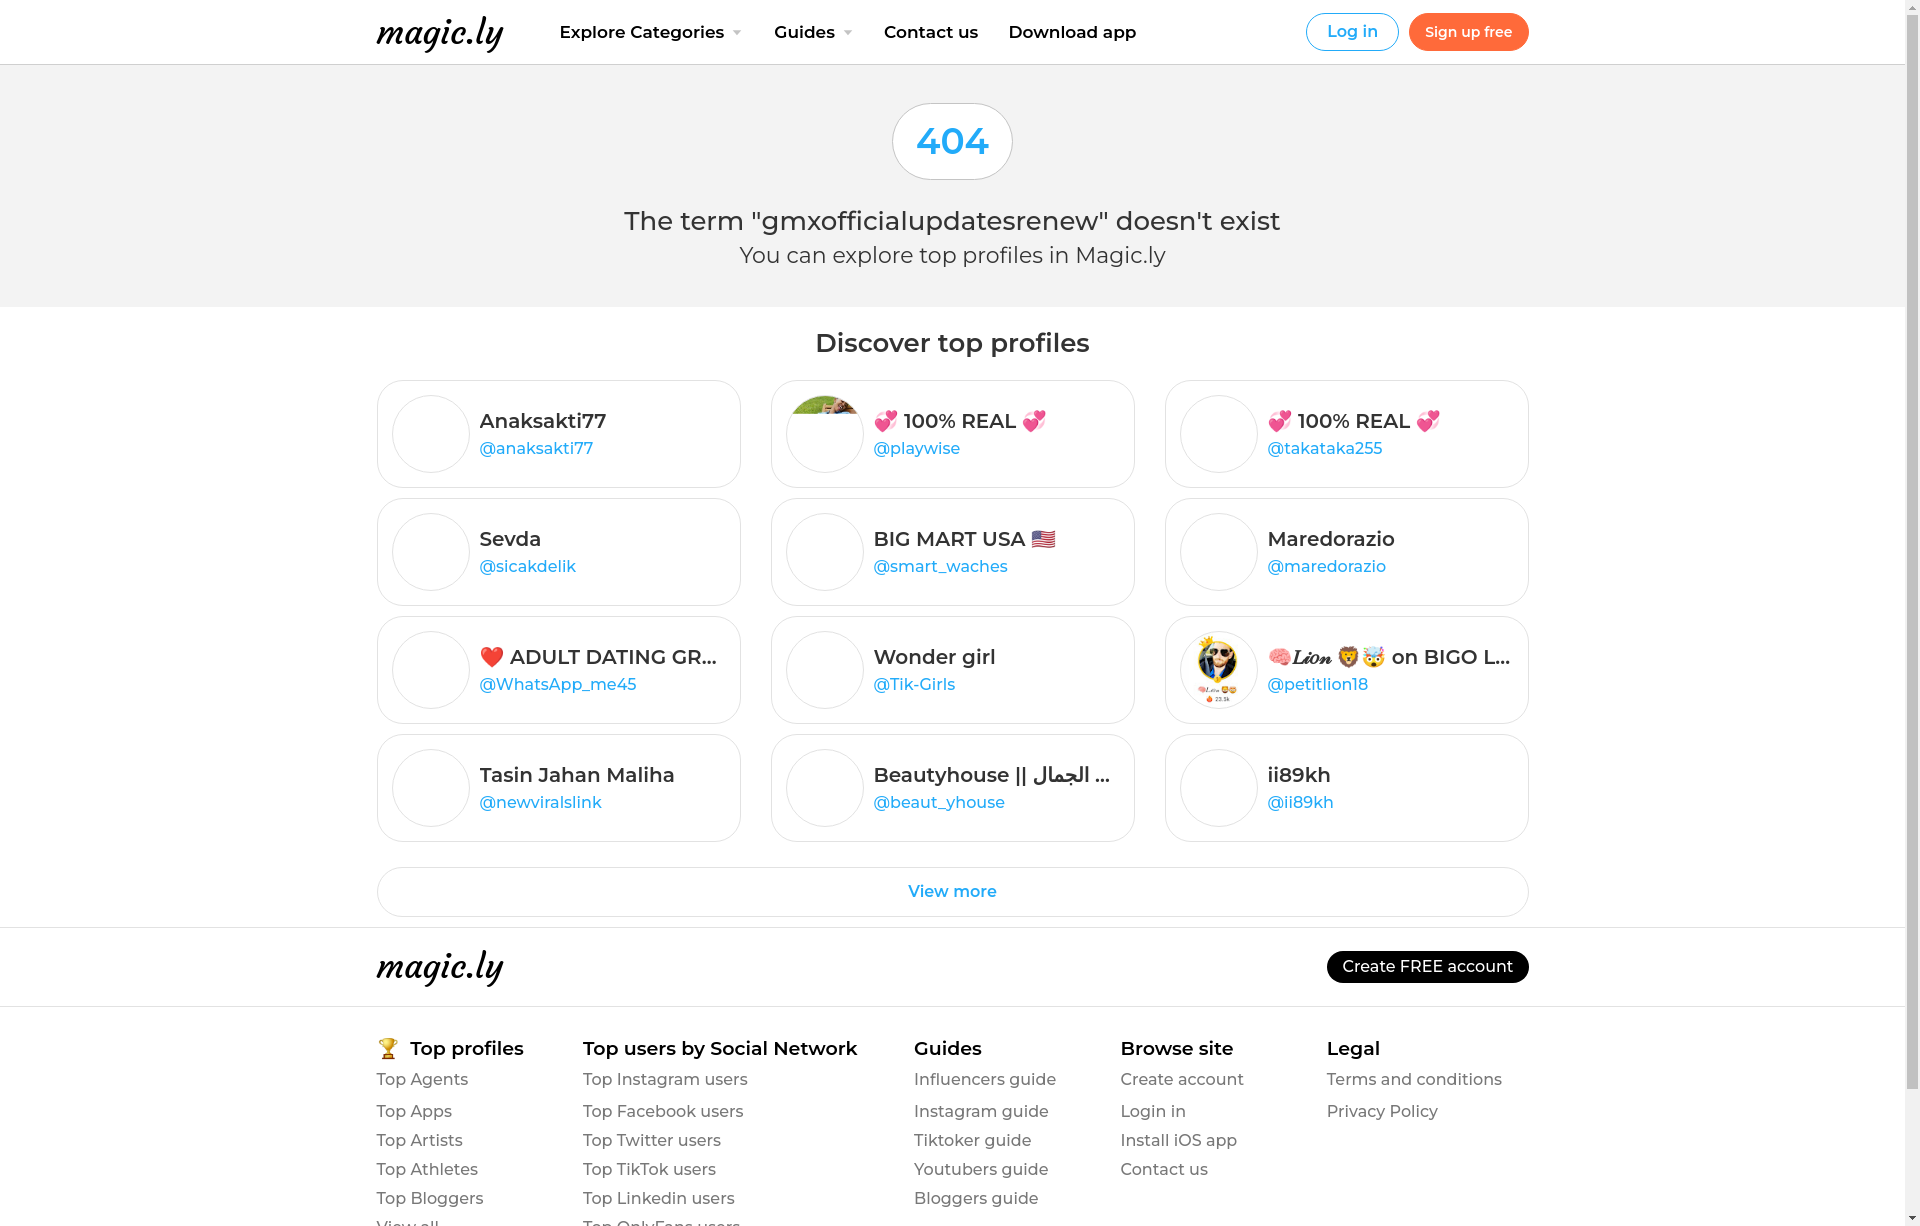 magic.ly
Explore Categories
Guides
Contact us
Download app
Log in
Sign up free
404
The term "gmxofficialupdatesrenew" doesn't exist
You can explore top profiles in Magic.ly
Discover top profiles
Anaksakti77
@anaksakti77
💞 100% REAL 💞
@playwise
💞 100% REAL 💞
@takataka255
Sevda
@sicakdelik
BIG MART USA 🇺🇸
@smart_waches
Maredorazio
@maredorazio
❤️ ADULT DATING GR...
@WhatsApp_me45
Wonder girl
@Tik-Girls
🧠𝑳𝒊𝒐𝒏 🦁🤯 on BIGO L...
@petitlion18
Tasin Jahan Maliha
@newviralslink
Beautyhouse || الجمال ...
@beaut_yhouse
ii89kh
@ii89kh
View more
magic.ly
Create FREE account
🏆 Top profiles
Top Agents
Top Apps
Top Artists
Top Athletes
Top Bloggers
View all
Top users by Social Network
Top Instagram users
Top Facebook users
Top Twitter users
Top TikTok users
Top Linkedin users
Top OnlyFans users
Guides
Influencers guide
Instagram guide
Tiktoker guide
Youtubers guide
Bloggers guide
Browse site
Create account
Login in
Install iOS app
Contact us
Legal
Terms and conditions
Privacy Policy